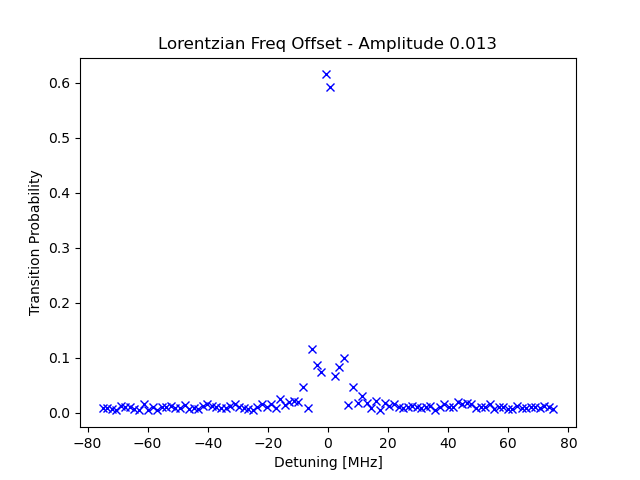 Lorentzian Freq Offset - Amplitude 0.013
Transition Probability
0.6
0.5
0.4
0.3
0.2
0.1
0.0
−80 −60 −40 −20 0 20 40 60 80
Detuning [MHz]